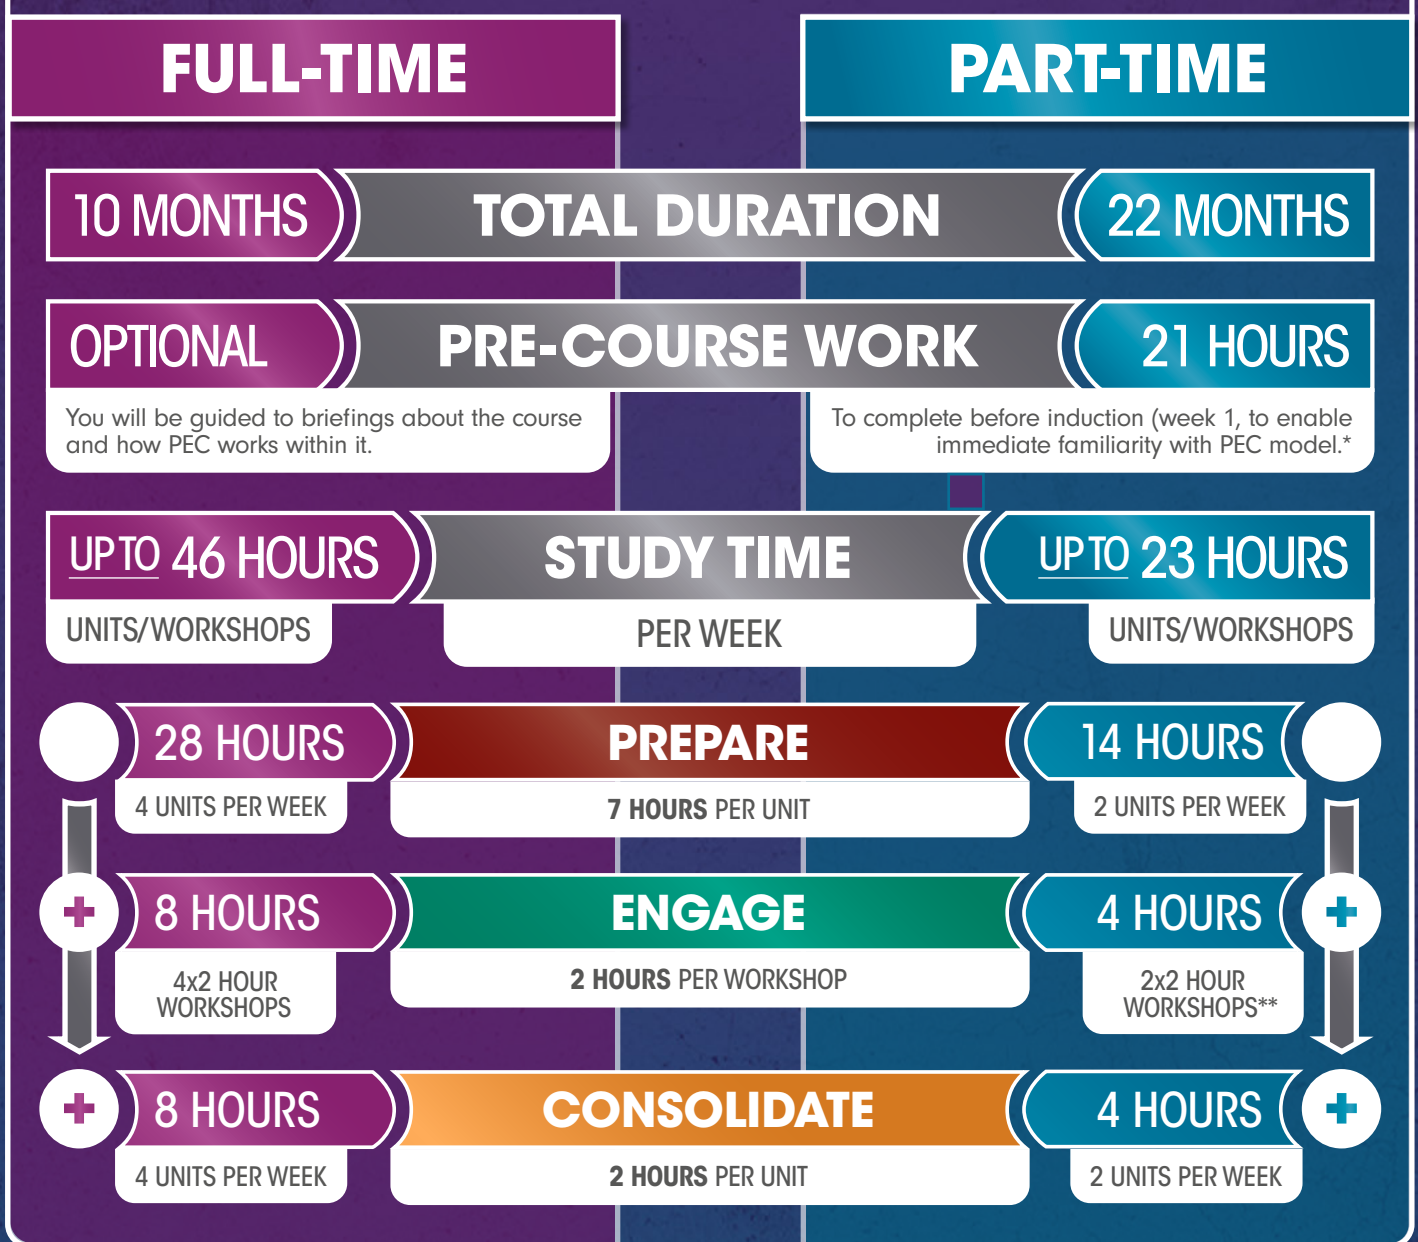 FULL-TIME
PART-TIME
10 MONTHS
TOTAL DURATION
22 MONTHS
OPTIONAL
PRE-COURSE WORK
21 HOURS
You will be guided to briefings about the course
and how PEC works within it.
To complete before induction (week 1, to enable
immediate familiarity with PEC model.*
UP TO 46 HOURS
STUDY TIME
UP TO 23 HOURS
UNITS/WORKSHOPS
PER WEEK
UNITS/WORKSHOPS
28 HOURS
PREPARE
14 HOURS
4 UNITS PER WEEK
7 HOURS PER UNIT
2 UNITS PER WEEK
+
8 HOURS
ENGAGE
4 HOURS
+
4x2 HOUR
WORKSHOPS
2 HOURS PER WORKSHOP
2x2 HOUR
WORKSHOPS**
+
8 HOURS
CONSOLIDATE
4 HOURS
+
4 UNITS PER WEEK
2 HOURS PER UNIT
2 UNITS PER WEEK